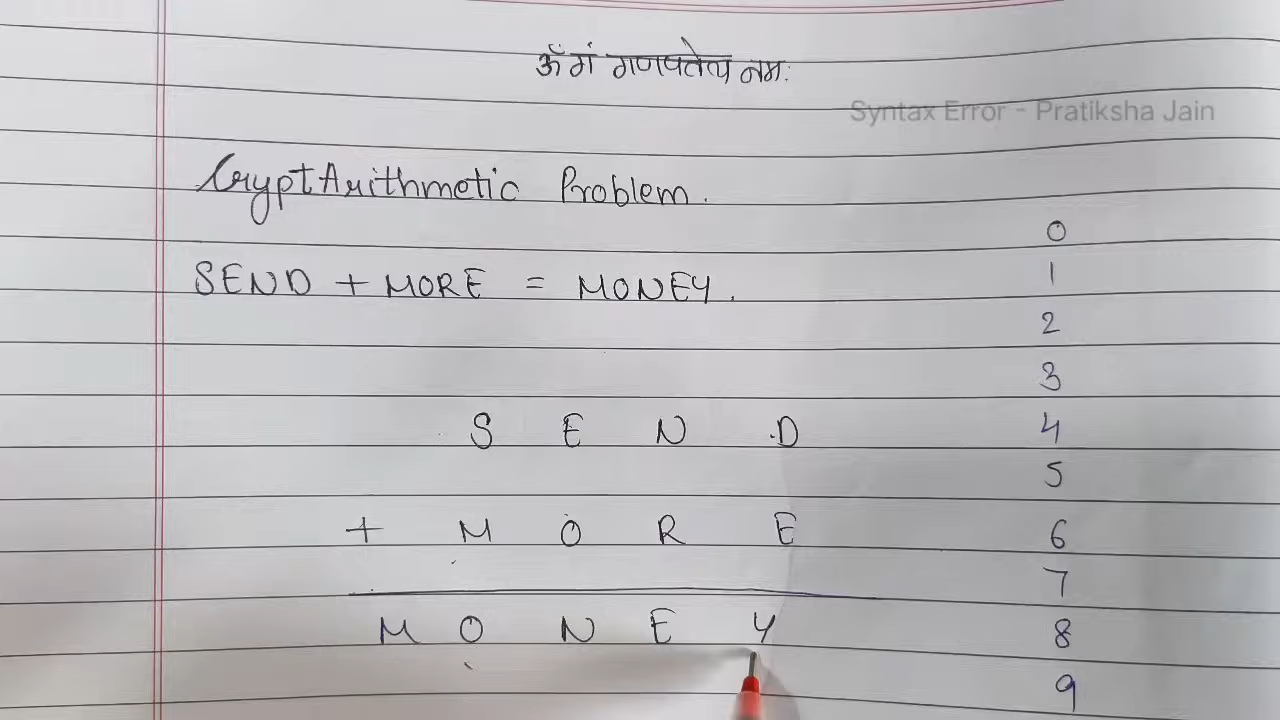 ॐ गं गणपतेय नमः
Syntax Error - Pratiksha Jain
CryptArithmetic Problem.
SEND + MORE = MONEY.
S E N D
+ M O R E
M O N E Y
0
1
2
3
4
5
6
7
8
9